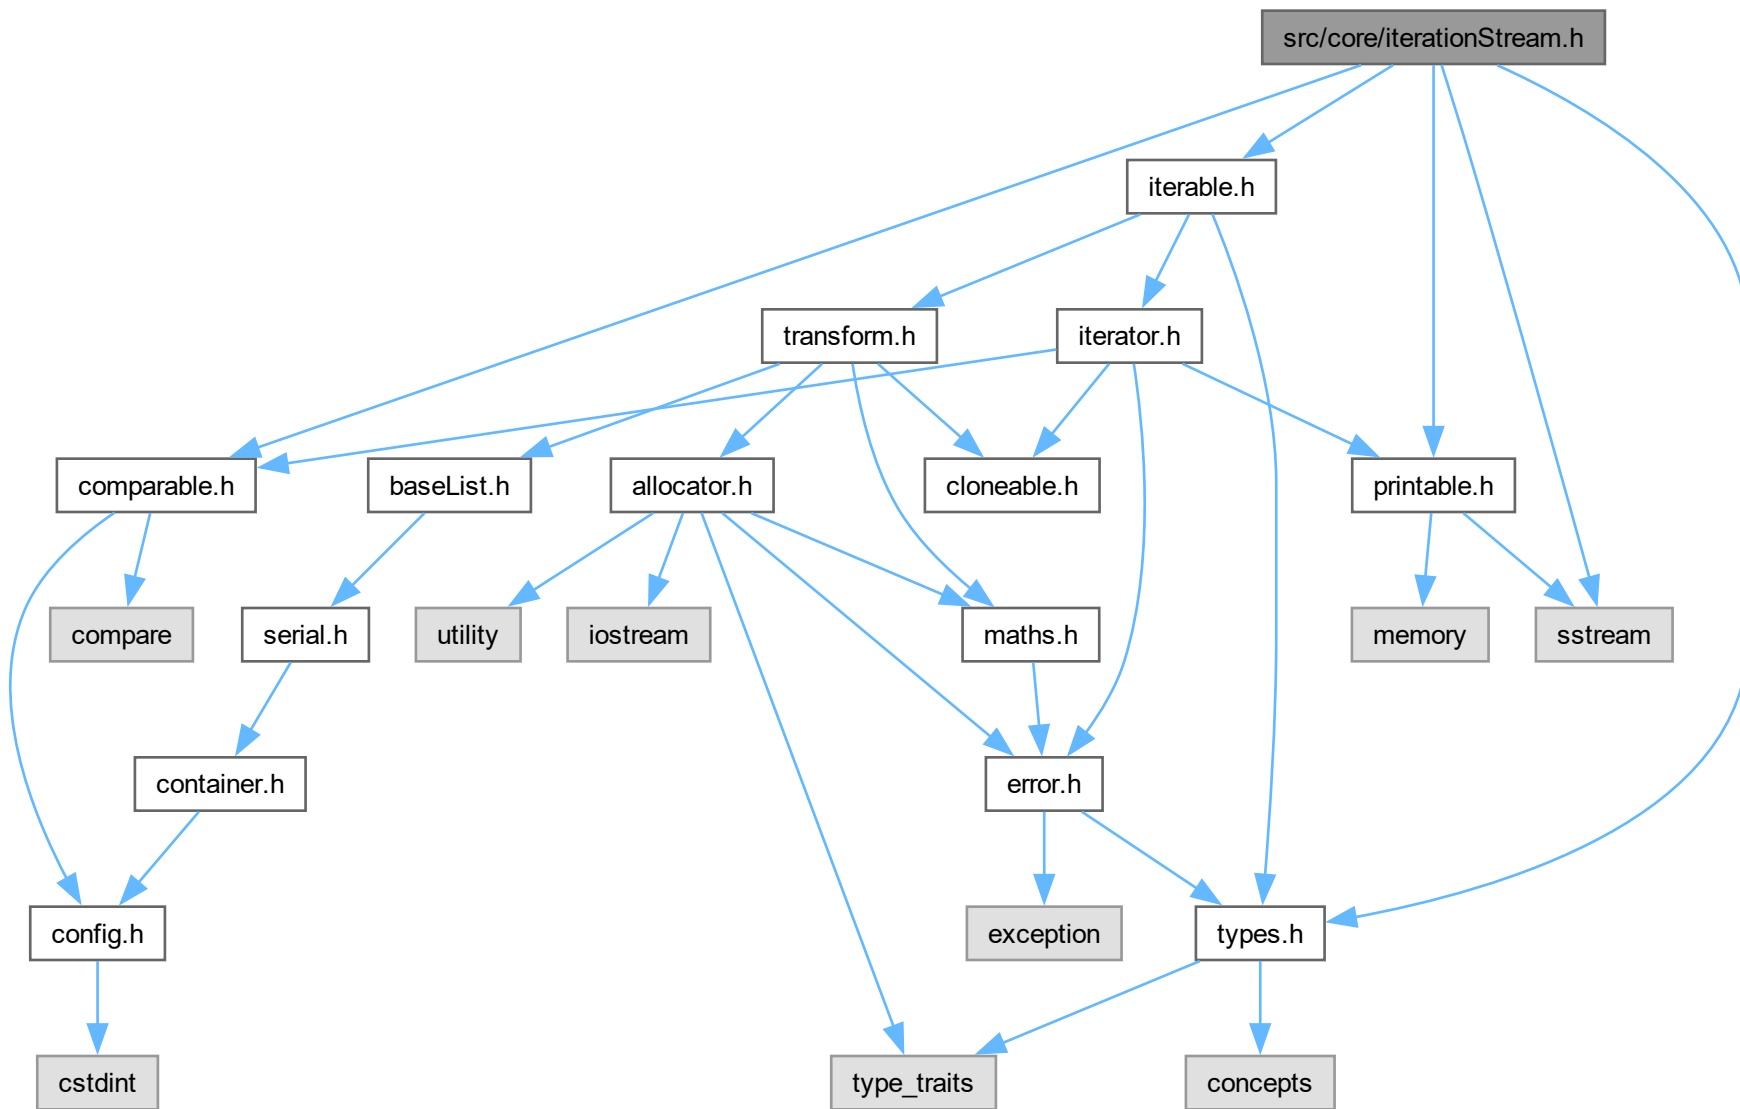 src/core/iterationStream.h
iterable.h
transform.h
iterator.h
comparable.h
baseList.h
allocator.h
cloneable.h
printable.h
compare
serial.h
utility
iostream
maths.h
memory
sstream
container.h
error.h
config.h
exception
types.h
cstdint
type_traits
concepts